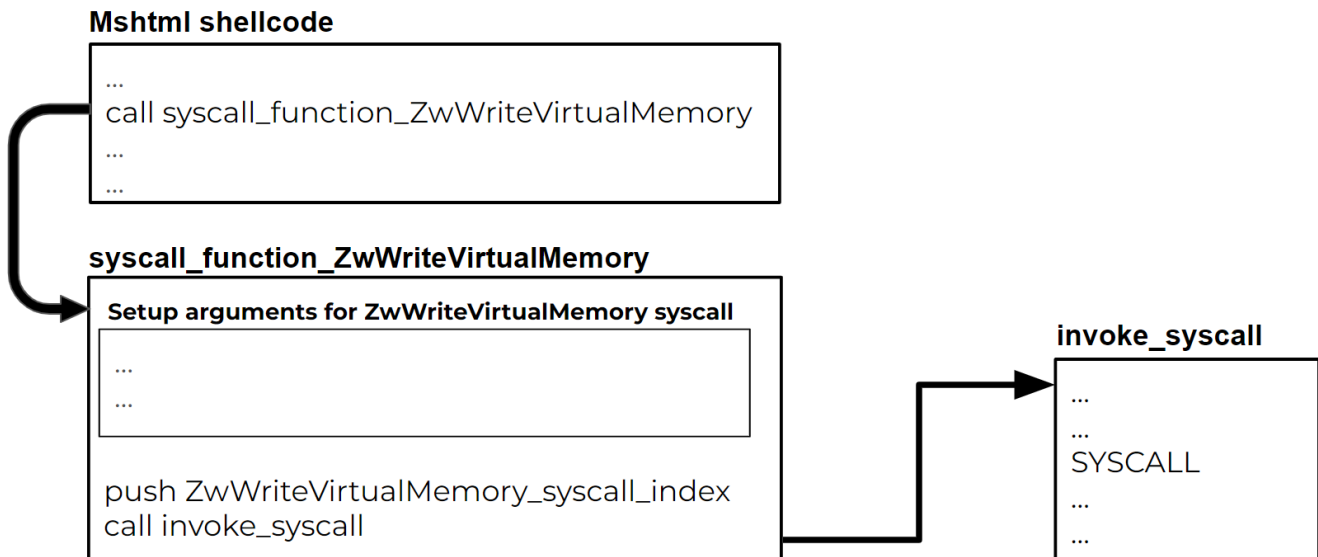 Mshtml shellcode
...
call syscall_function_ZwWriteVirtualMemory
...
...
syscall_function_ZwWriteVirtualMemory
Setup arguments for ZwWriteVirtualMemory syscall
...
...
push ZwWriteVirtualMemory_syscall_index
call invoke_syscall
invoke_syscall
...
...
SYSCALL
...
...